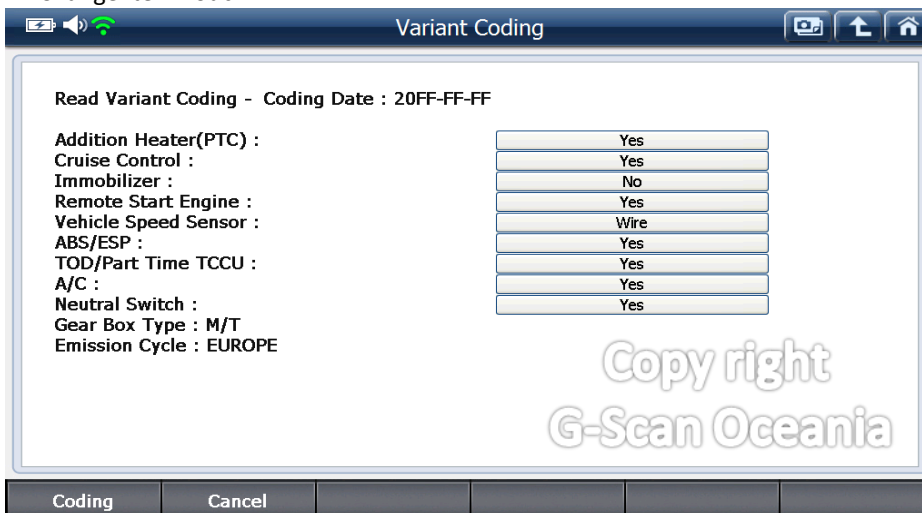 Variant Coding
Read Variant Coding - Coding Date : 20FF-FF-FF
Addition Heater(PTC) : Yes
Cruise Control : Yes
Immobilizer : No
Remote Start Engine : Yes
Vehicle Speed Sensor : Wire
ABS/ESP : Yes
TOD/Part Time TCCU : Yes
A/C : Yes
Neutral Switch : Yes
Gear Box Type : M/T
Emission Cycle : EUROPE
Copy right
G-Scan Oceania
Coding Cancel